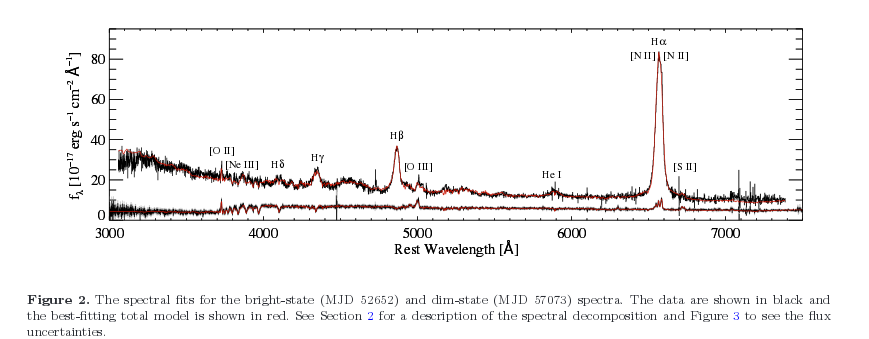 Hα
[N II] [N II]
80
60
40
20
0
fλ [10−17 erg s−1 cm−2 Å−1]
[O II]
[Ne III]
Hδ
Hγ
Hβ
[O III]
He I
[S II]
3000 4000 5000 6000 7000
Rest Wavelength [Å]
Figure 2. The spectral fits for the bright-state (MJD 52652) and dim-state (MJD 57073) spectra. The data are shown in black and
the best-fitting total model is shown in red. See Section 2 for a description of the spectral decomposition and Figure 3 to see the flux
uncertainties.